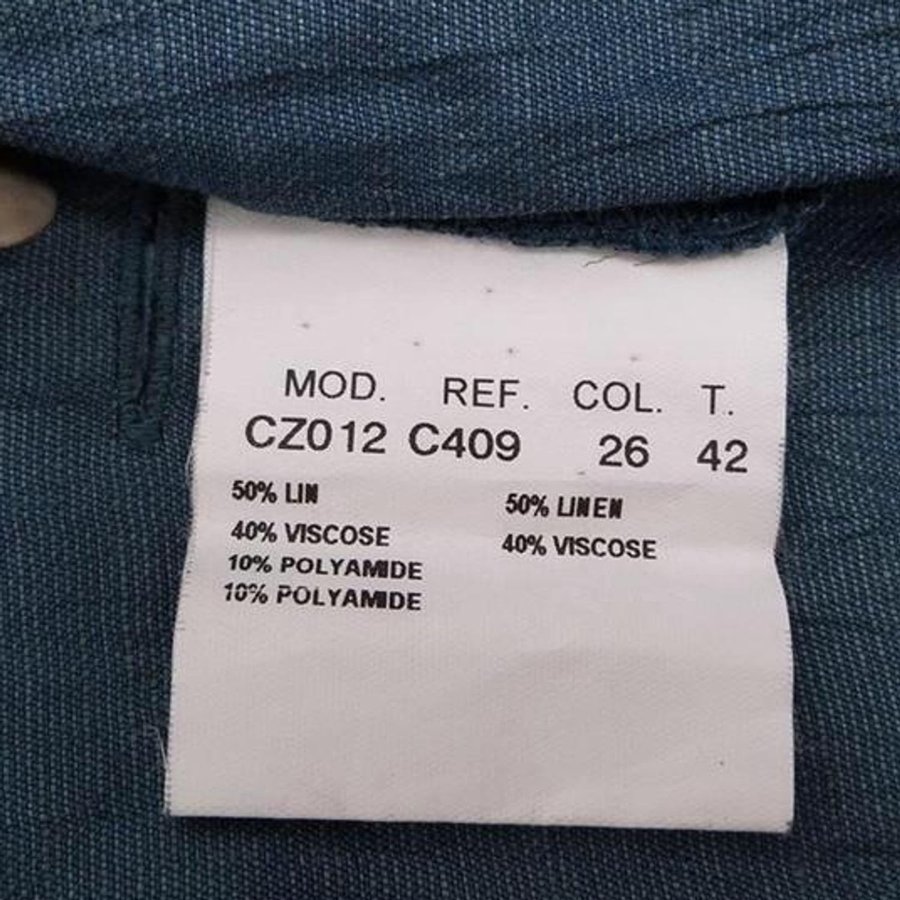 MOD. REF. COL. T.
CZ012 C409 26 42
50% LIN 50% LINEN
40% VISCOSE 40% VISCOSE
10% POLYAMIDE
10% POLYAMIDE